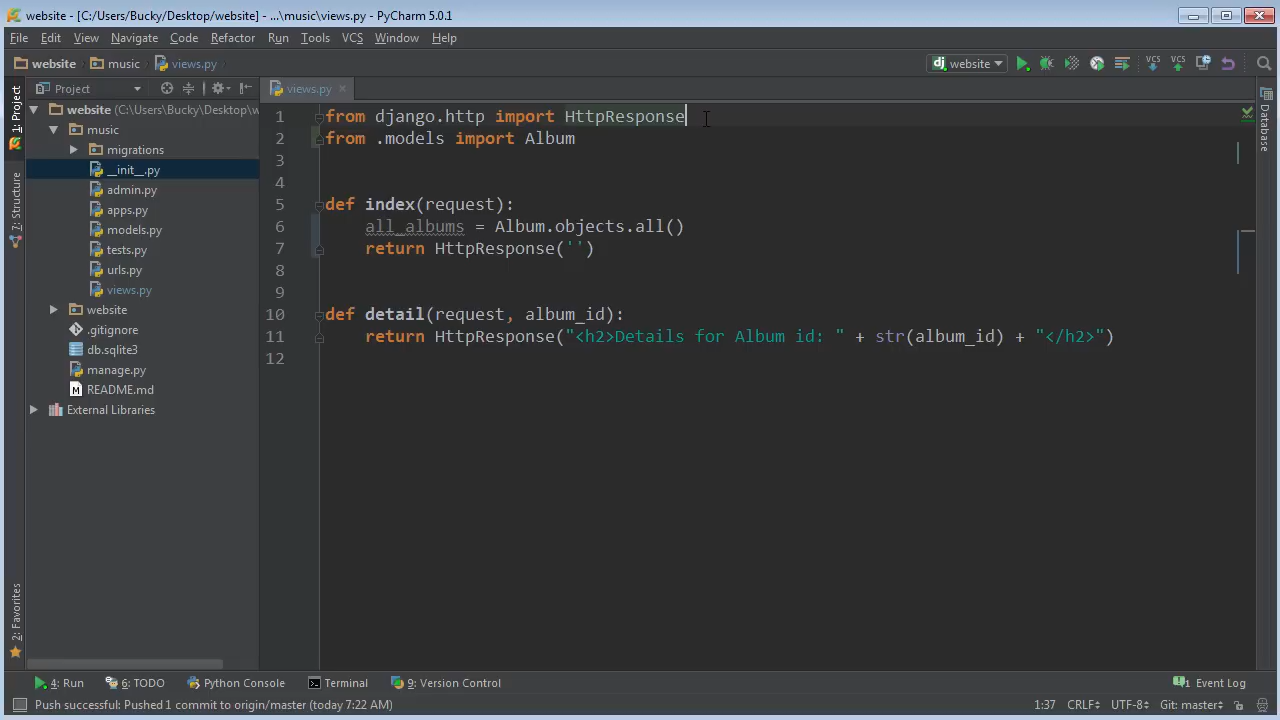 website - [C:/Users/Bucky/Desktop/website] - ...\music\views.py - PyCharm 5.0.1
File Edit View Navigate Code Refactor Run Tools VCS Window Help
website music views.py
dj website VCS VCS
Project
views.py
1: Project
7: Structure
2: Favorites
website (C:\Users\Bucky\Desktop\w
music
migrations
__init__.py
admin.py
apps.py
models.py
tests.py
urls.py
views.py
website
.gitignore
db.sqlite3
manage.py
README.md
External Libraries
1 from django.http import HttpResponse
2 from .models import Album
3
4
5 def index(request):
6 all_albums = Album.objects.all()
7 return HttpResponse('')
8
9
10 def detail(request, album_id):
11 return HttpResponse("<h2>Details for Album id: " + str(album_id) + "</h2>")
12
Database
4: Run 6: TODO Python Console Terminal 9: Version Control 1 Event Log
Push successful: Pushed 1 commit to origin/master (today 7:22 AM) 1:37 CRLF UTF-8 Git: master